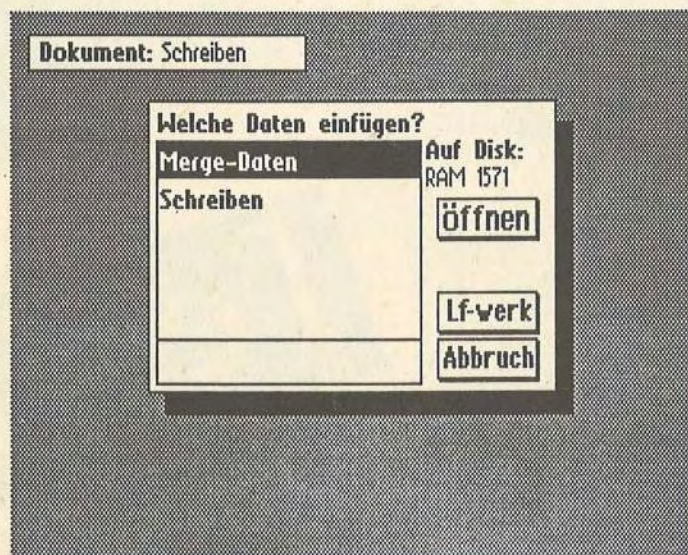 Dokument: Schreiben
Welche Daten einfügen?
Merge-Daten
Schreiben
Auf Disk:
RAM 1571
öffnen
Lf-werk
Abbruch